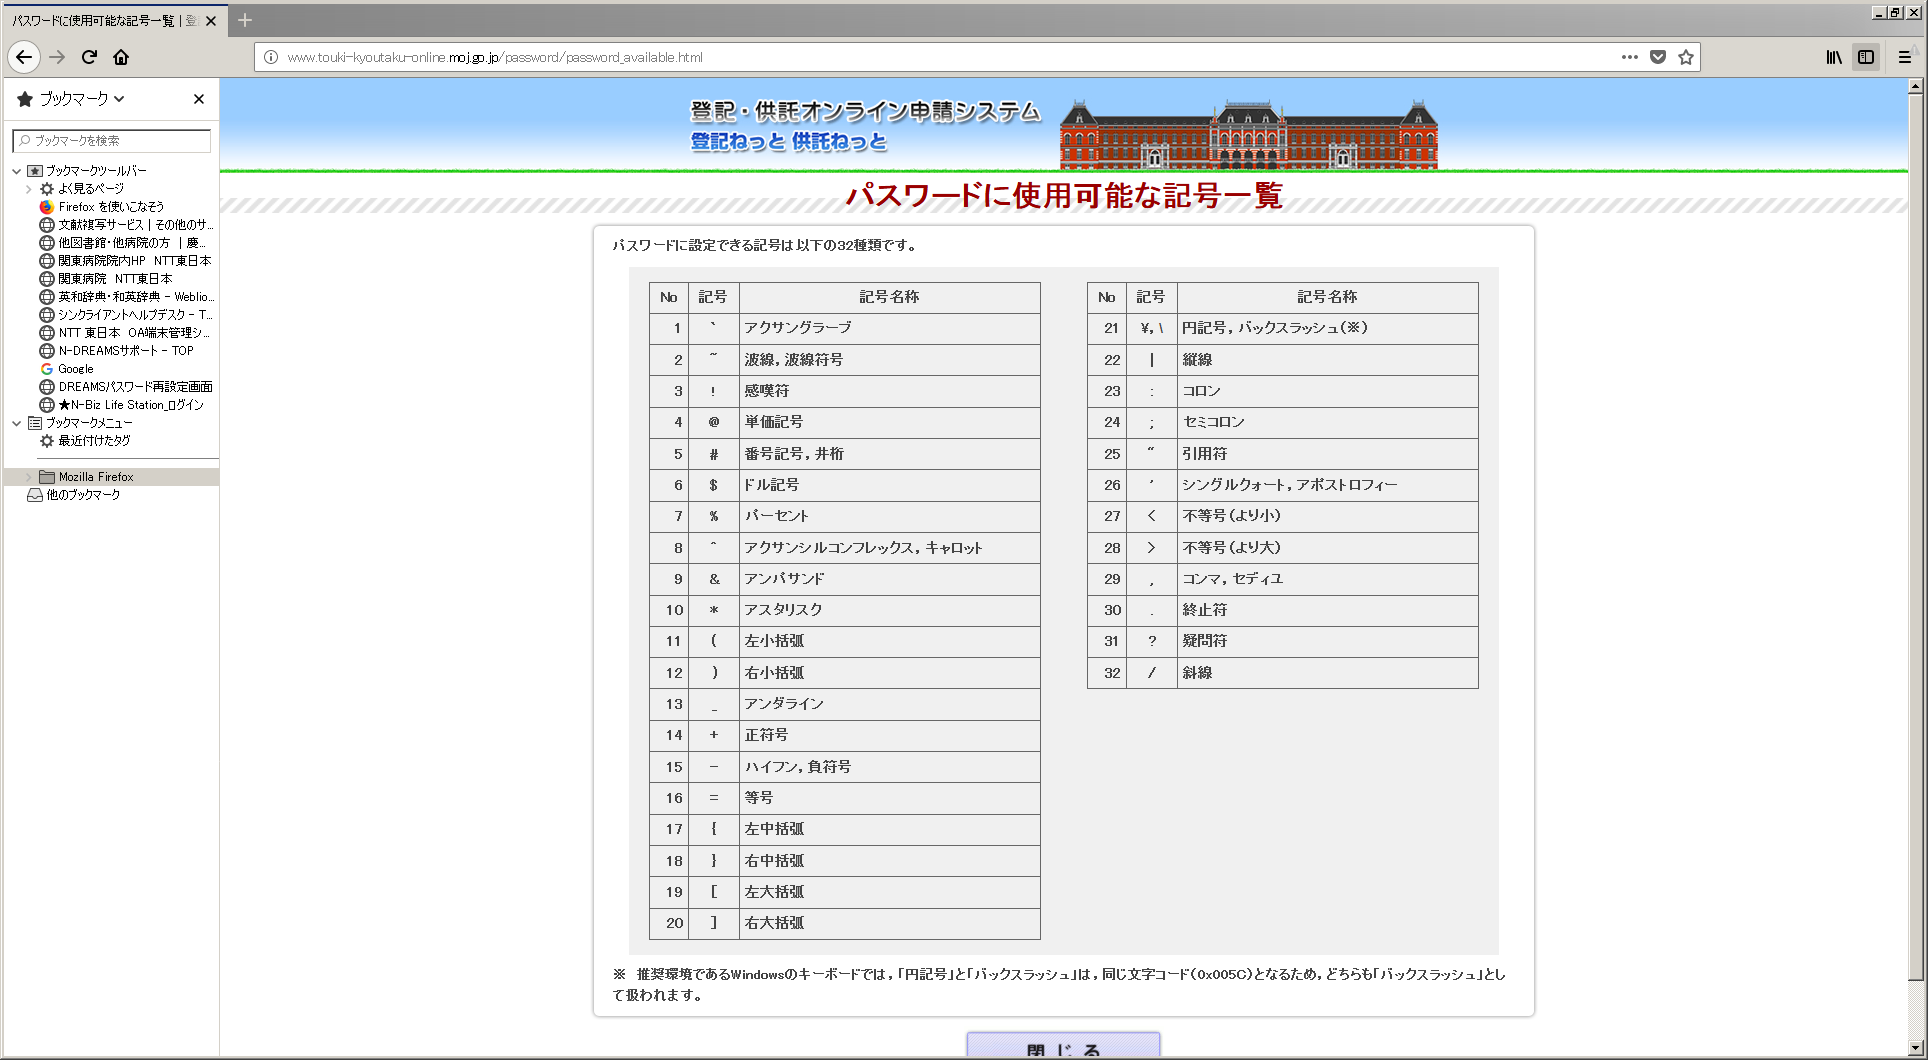 パスワードに使用可能な記号一覧 | 登
www.touki-kyoutaku-online.moj.go.jp/password/password_available.html
ブックマーク
ブックマークを検索
ブックマークツールバー
よく見るページ
Firefox を使いこなそう
文献複写サービス | その他のサ...
他図書館・他病院の方 | 慶...
関東病院院内HP NTT東日本
関東病院 NTT東日本
英和辞典・和英辞典 - Weblio...
シンクライアントヘルプデスク - T...
NTT 東日本 OA端末管理シ...
N-DREAMSサポート - TOP
Google
DREAMSパスワード再設定画面
★N-Biz Life Station_ログイン
ブックマークメニュー
最近付けたタグ
Mozilla Firefox
他のブックマーク
登記・供託オンライン申請システム
登記ねっと 供託ねっと
パスワードに使用可能な記号一覧
パスワードに設定できる記号は以下の32種類です。
No 記号 記号名称
1 ` アクサングラーブ
2 ~ 波線，波線符号
3 ! 感嘆符
4 @ 単価記号
5 # 番号記号，井桁
6 $ ドル記号
7 % パーセント
8 ^ アクサンシルコンフレックス，キャロット
9 & アンパサンド
10 * アスタリスク
11 ( 左小括弧
12 ) 右小括弧
13 _ アンダライン
14 + 正符号
15 - ハイフン，負符号
16 = 等号
17 { 左中括弧
18 } 右中括弧
19 [ 左大括弧
20 ] 右大括弧
No 記号 記号名称
21 ¥，\ 円記号，バックスラッシュ（※）
22 | 縦線
23 : コロン
24 ; セミコロン
25 “ 引用符
26 ′ シングルクォート，アポストロフィー
27 < 不等号（より小）
28 > 不等号（より大）
29 , コンマ，セディユ
30 . 終止符
31 ? 疑問符
32 / 斜線
※ 推奨環境であるWindowsのキーボードでは，「円記号」と「バックスラッシュ」は，同じ文字コード（0x005C）となるため，どちらも「バックスラッシュ」とし
て扱われます。
閉じる